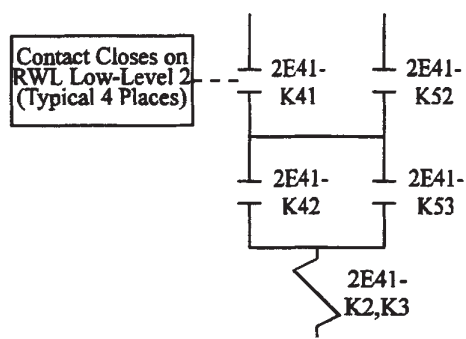 Contact Closes on
RWL Low-Level 2
(Typical 4 Places)
2E41-
K41
2E41-
K52
2E41-
K42
2E41-
K53
2E41-
K2,K3